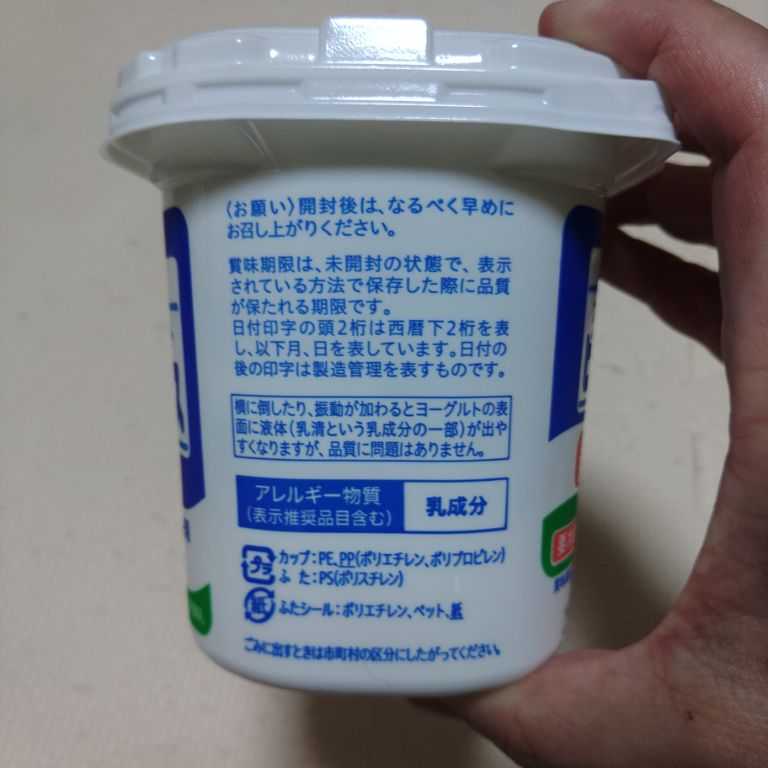 〈お願い〉開封後は、なるべく早めに
お召し上がりください。
賞味期限は、未開封の状態で、表示
されている方法で保存した際に品質
が保たれる期限です。
日付印字の頭2桁は西暦下2桁を表
し、以下月、日を表しています。日付の
後の印字は製造管理を表すものです。
横に倒したり、振動が加わるとヨーグルトの表
面に液体（乳清という乳成分の一部）が出や
すくなりますが、品質に問題はありません。
アレルギー物質
（表示推奨品目含む）
乳成分
プラ
カップ：PE、PP（ポリエチレン、ポリプロピレン）
ふ た：PS（ポリスチレン）
紙
ふたシール：ポリエチレン、ペット、紙
ごみに出すときは市町村の区分にしたがってください。